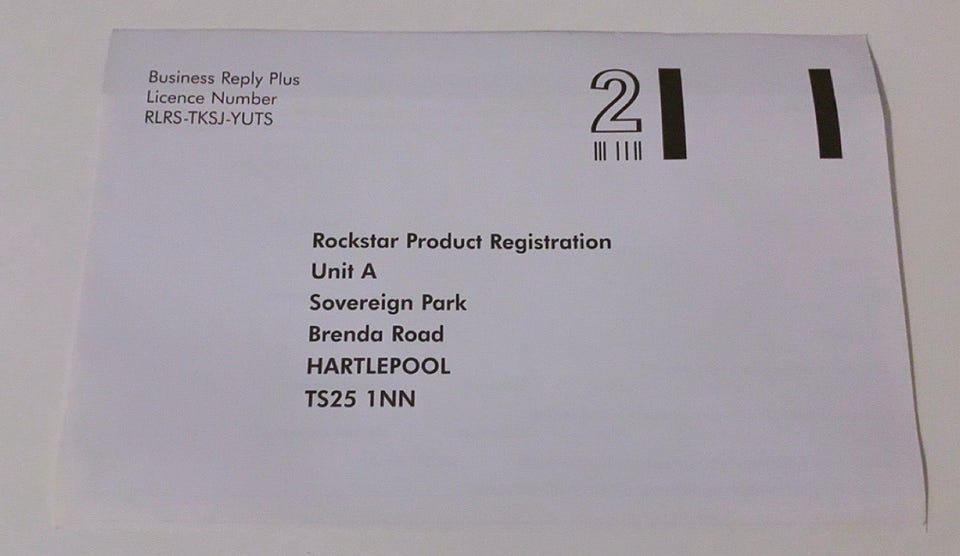 Business Reply Plus
Licence Number
RLRS-TKSJ-YUTS
2
Rockstar Product Registration
Unit A
Sovereign Park
Brenda Road
HARTLEPOOL
TS25 1NN